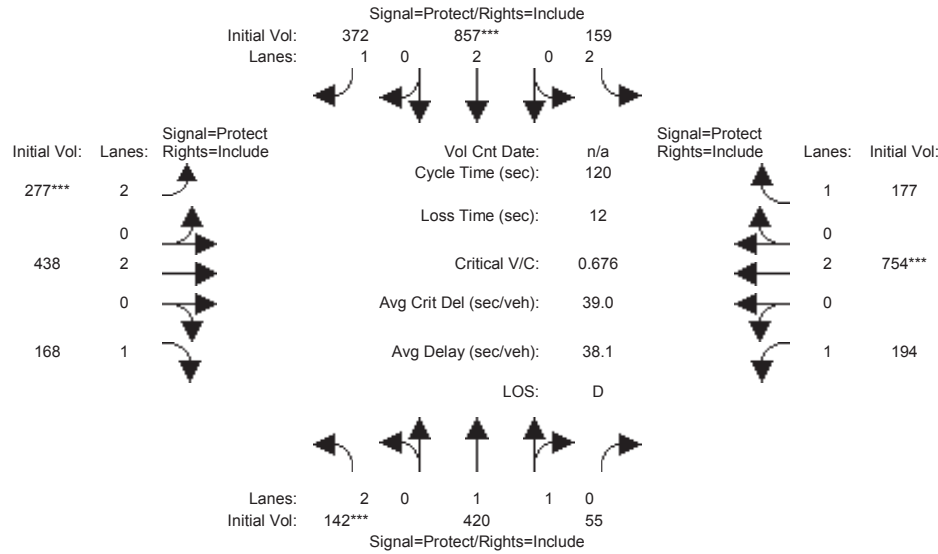 Signal=Protect/Rights=Include
Initial Vol: 372 857*** 159
Lanes: 1 0 2 0 2
Signal=Protect
Initial Vol: Lanes: Rights=Include
Vol Cnt Date: n/a
Signal=Protect
Rights=Include Lanes: Initial Vol:
Cycle Time (sec): 120
277*** 2
1 177
Loss Time (sec): 12
0
0
438 2
Critical V/C: 0.676
2 754***
0
Avg Crit Del (sec/veh): 39.0
0
168 1
Avg Delay (sec/veh): 38.1
1 194
LOS: D
Lanes: 2 0 1 1 0
Initial Vol: 142*** 420 55
Signal=Protect/Rights=Include